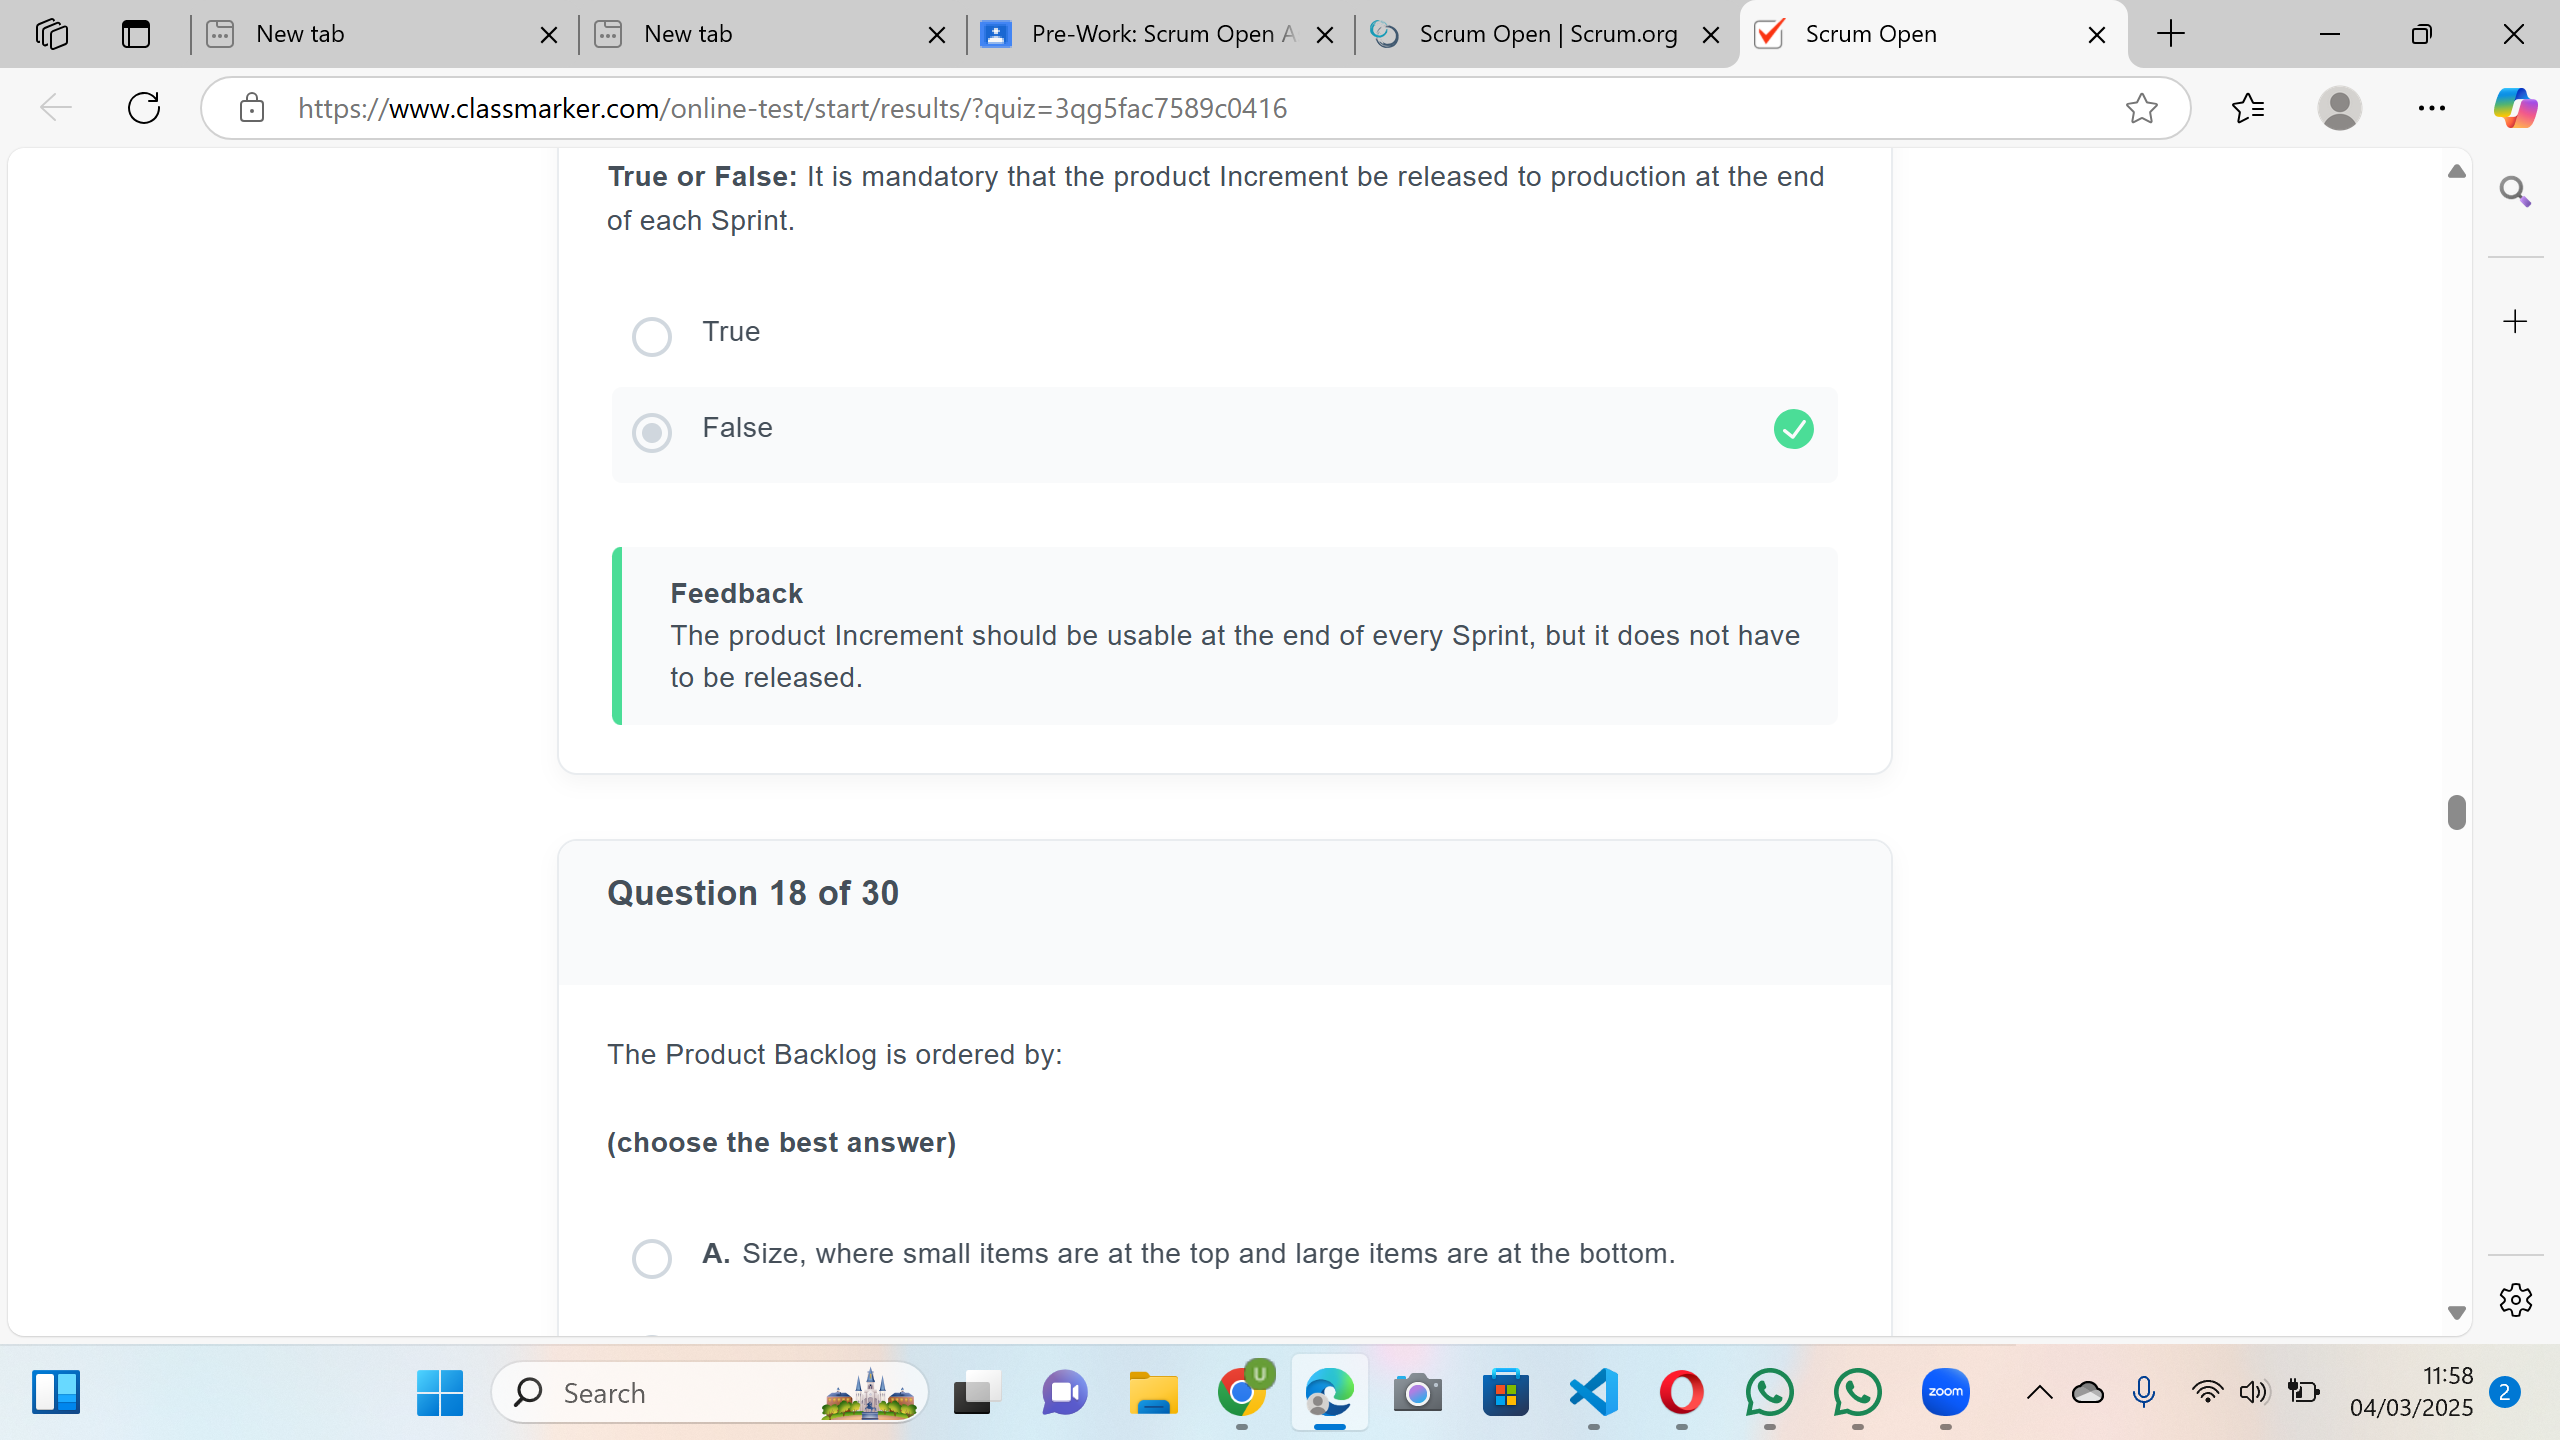 New tab
New tab
Pre-Work: Scrum Open A
Scrum Open | Scrum.org
Scrum Open
https://www.classmarker.com/online-test/start/results/?quiz=3qg5fac7589c0416
True or False: It is mandatory that the product Increment be released to production at the end
of each Sprint.
True
False
Feedback
The product Increment should be usable at the end of every Sprint, but it does not have
to be released.
Question 18 of 30
The Product Backlog is ordered by:
(choose the best answer)
A. Size, where small items are at the top and large items are at the bottom.
Search
U
zoom
11:58
04/03/2025
2